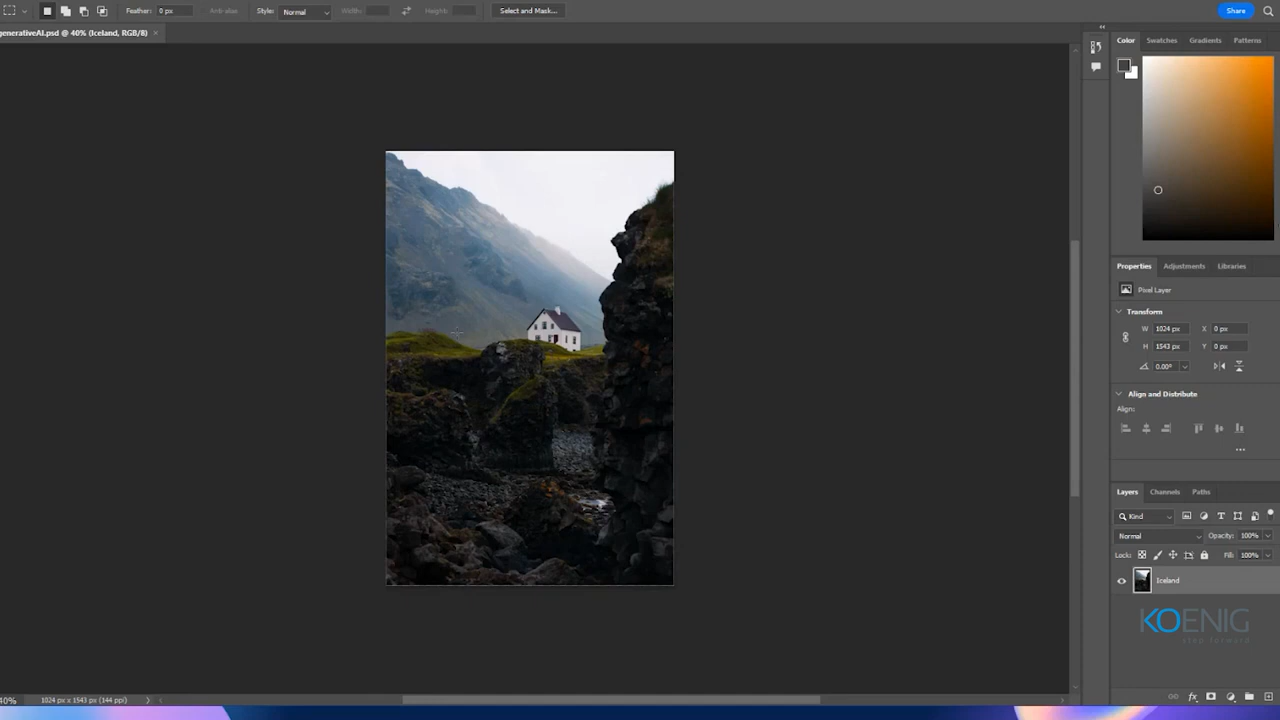 Feather: 0 px Anti-alias Style: Normal Width: Height: Select and Mask... Share
generativeAI.psd @ 40% (Iceland, RGB/8) ×
Color Swatches Gradients Patterns
Properties Adjustments Libraries
Pixel Layer
Transform
W 1024 px X 0 px
H 1543 px Y 0 px
0.00°
Align and Distribute
Align:
...
Layers Channels Paths
Kind
Normal Opacity: 100%
Lock: Fill: 100%
Iceland
KOENIG
step forward
40% 1024 px x 1543 px (144 ppi)